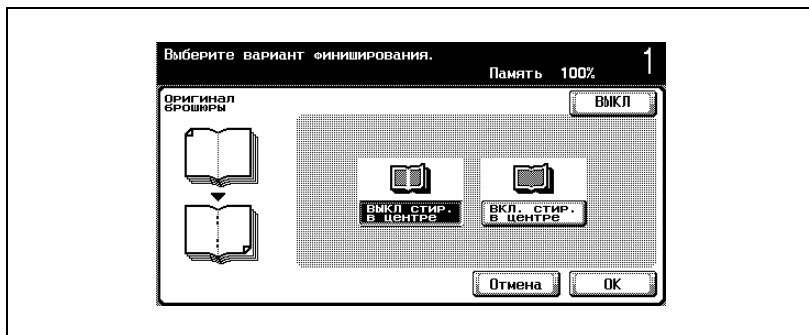 Выберите вариант финиширования.
Память 100% 1
Оригинал
брошюры
ВЫКЛ
ВЫКЛ стир.
в центре
ВКЛ. стир.
в центре
Отмена
OK